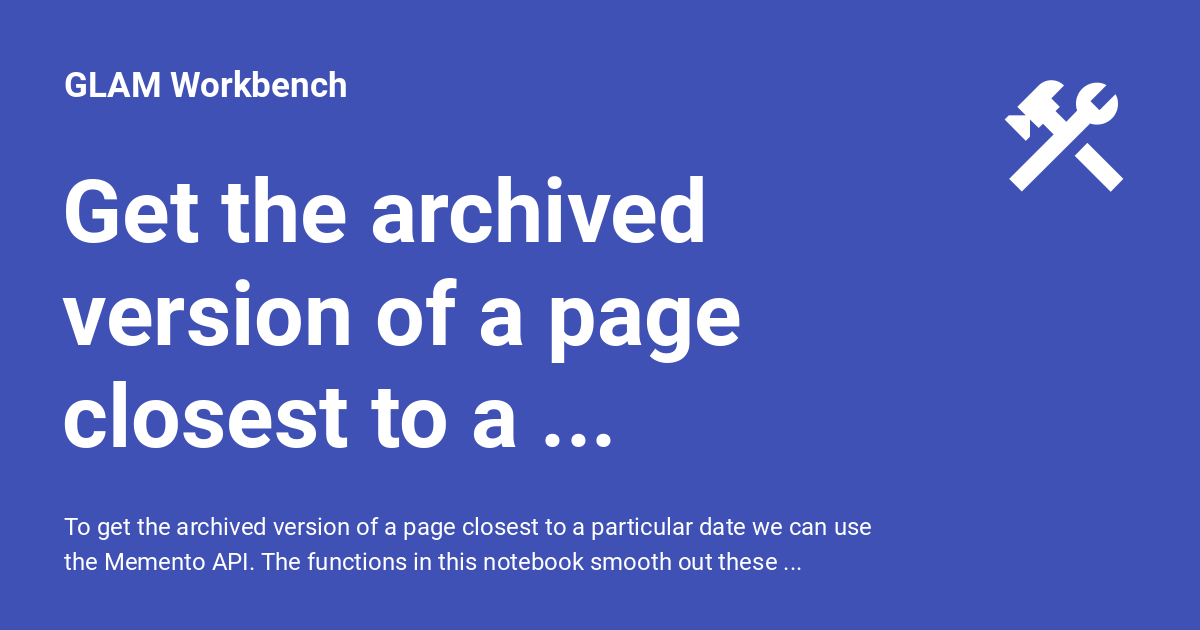 GLAM Workbench
Get the archived
version of a page
closest to a ...
To get the archived version of a page closest to a particular date we can use
the Memento API. The functions in this notebook smooth out these ...